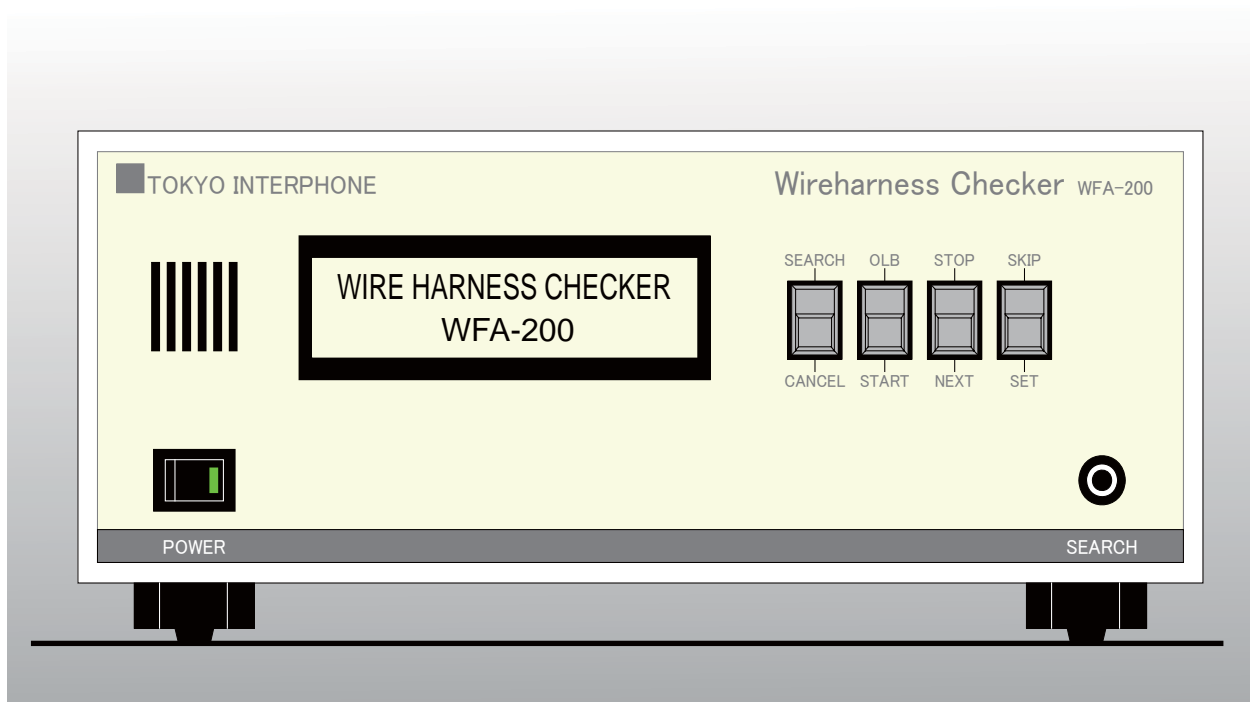 TOKYO INTERPHONE
Wireharness Checker WFA-200
WIRE HARNESS CHECKER
WFA-200
SEARCH OLB STOP SKIP
CANCEL START NEXT SET
POWER
SEARCH